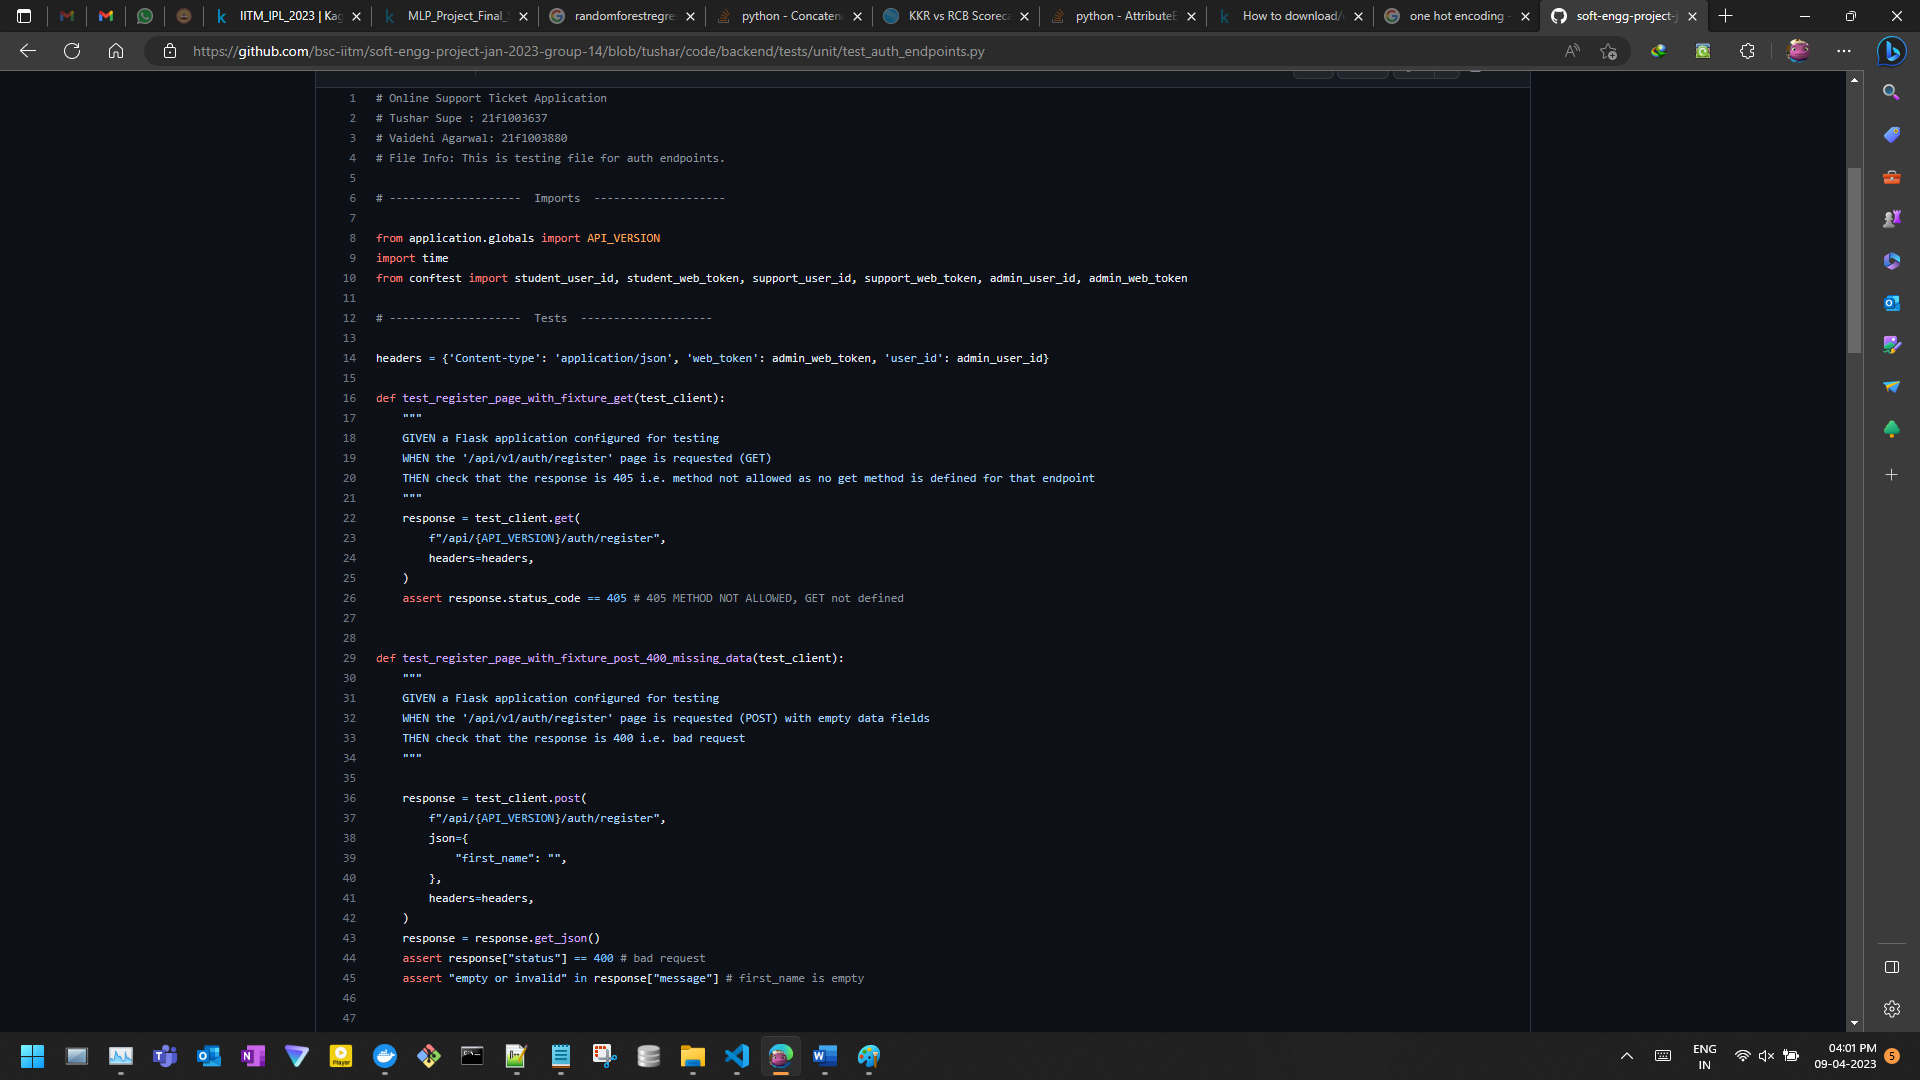 IITM_IPL_2023 | Kag
MLP_Project_Final_S
randomforestregres
python - Concatena
KKR vs RCB Scoreca
python - AttributeE
How to download/
one hot encoding -
soft-engg-project-j
https://github.com/bsc-iitm/soft-engg-project-jan-2023-group-14/blob/tushar/code/backend/tests/unit/test_auth_endpoints.py
1 # Online Support Ticket Application
2 # Tushar Supe : 21f1003637
3 # Vaidehi Agarwal: 21f1003880
4 # File Info: This is testing file for auth endpoints.
5
6 # --------------------  Imports  --------------------
7
8 from application.globals import API_VERSION
9 import time
10 from conftest import student_user_id, student_web_token, support_user_id, support_web_token, admin_user_id, admin_web_token
11
12 # --------------------  Tests  --------------------
13
14 headers = {'Content-type': 'application/json', 'web_token': admin_web_token, 'user_id': admin_user_id}
15
16 def test_register_page_with_fixture_get(test_client):
17     """
18     GIVEN a Flask application configured for testing
19     WHEN the '/api/v1/auth/register' page is requested (GET)
20     THEN check that the response is 405 i.e. method not allowed as no get method is defined for that endpoint
21     """
22     response = test_client.get(
23         f"/api/{API_VERSION}/auth/register",
24         headers=headers,
25     )
26     assert response.status_code == 405 # 405 METHOD NOT ALLOWED, GET not defined
27
28
29 def test_register_page_with_fixture_post_400_missing_data(test_client):
30     """
31     GIVEN a Flask application configured for testing
32     WHEN the '/api/v1/auth/register' page is requested (POST) with empty data fields
33     THEN check that the response is 400 i.e. bad request
34     """
35
36     response = test_client.post(
37         f"/api/{API_VERSION}/auth/register",
38         json={
39             "first_name": "",
40         },
41         headers=headers,
42     )
43     response = response.get_json()
44     assert response["status"] == 400 # bad request
45     assert "empty or invalid" in response["message"] # first_name is empty
46
47
ENG
IN
04:01 PM
09-04-2023
5